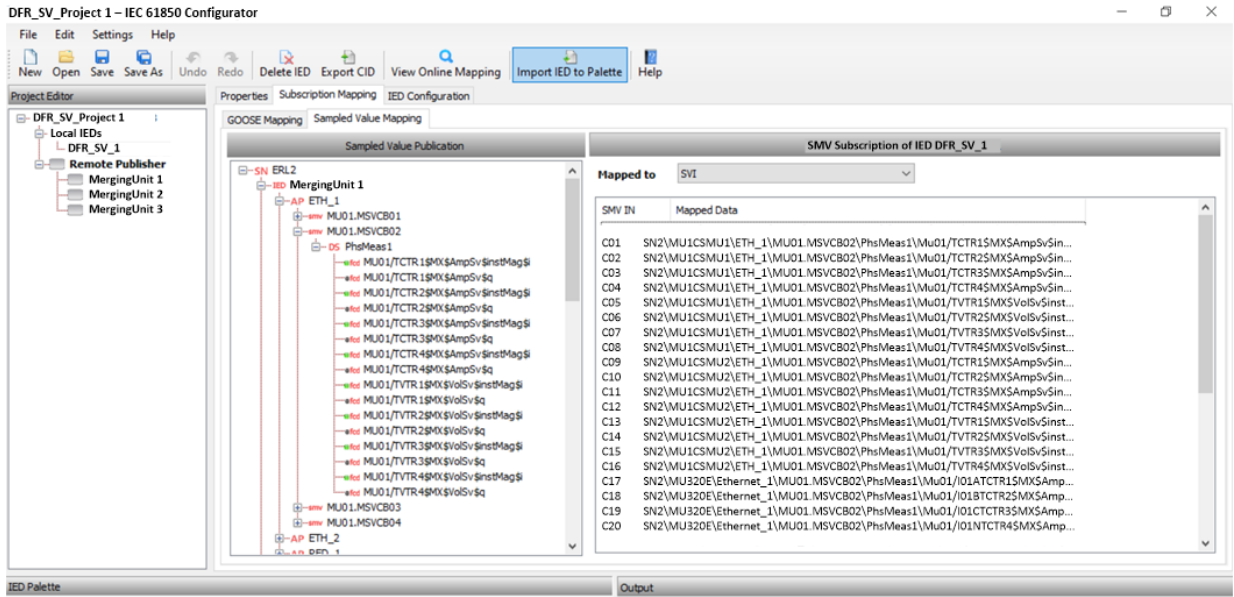 DFR_SV_Project 1 – IEC 61850 Configurator
File Edit Settings Help
New Open Save Save As Undo Redo Delete IED Export CID View Online Mapping Import IED to Palette Help
Project Editor
Properties Subscription Mapping IED Configuration
DFR_SV_Project 1
Local IEDs
DFR_SV_1
Remote Publisher
MergingUnit 1
MergingUnit 2
MergingUnit 3
GOOSE Mapping Sampled Value Mapping
Sampled Value Publication
SN ERL2
IED MergingUnit 1
AP ETH_1
smv MU01.MSVCB01
smv MU01.MSVCB02
DS PhsMeas1
fcd MU01/TCTR1$MX$AmpSv$instMag$i
fcd MU01/TCTR1$MX$AmpSv$q
fcd MU01/TCTR2$MX$AmpSv$instMag$i
fcd MU01/TCTR2$MX$AmpSv$q
fcd MU01/TCTR3$MX$AmpSv$instMag$i
fcd MU01/TCTR3$MX$AmpSv$q
fcd MU01/TCTR4$MX$AmpSv$instMag$i
fcd MU01/TCTR4$MX$AmpSv$q
fcd MU01/TVTR1$MX$VolSv$instMag$i
fcd MU01/TVTR1$MX$VolSv$q
fcd MU01/TVTR2$MX$VolSv$instMag$i
fcd MU01/TVTR2$MX$VolSv$q
fcd MU01/TVTR3$MX$VolSv$instMag$i
fcd MU01/TVTR3$MX$VolSv$q
fcd MU01/TVTR4$MX$VolSv$instMag$i
fcd MU01/TVTR4$MX$VolSv$q
smv MU01.MSVCB03
smv MU01.MSVCB04
AP ETH_2
SMV Subscription of IED DFR_SV_1
Mapped to SVI
SMV IN Mapped Data
C01 SN2\MU1CSMU1\ETH_1\MU01.MSVCB02\PhsMeas1\Mu01/TCTR1$MX$AmpSv$in...
C02 SN2\MU1CSMU1\ETH_1\MU01.MSVCB02\PhsMeas1\Mu01/TCTR2$MX$AmpSv$in...
C03 SN2\MU1CSMU1\ETH_1\MU01.MSVCB02\PhsMeas1\Mu01/TCTR3$MX$AmpSv$in...
C04 SN2\MU1CSMU1\ETH_1\MU01.MSVCB02\PhsMeas1\Mu01/TCTR4$MX$AmpSv$in...
C05 SN2\MU1CSMU1\ETH_1\MU01.MSVCB02\PhsMeas1\Mu01/TVTR1$MX$VolSv$inst...
C06 SN2\MU1CSMU1\ETH_1\MU01.MSVCB02\PhsMeas1\Mu01/TVTR2$MX$VolSv$inst...
C07 SN2\MU1CSMU1\ETH_1\MU01.MSVCB02\PhsMeas1\Mu01/TVTR3$MX$VolSv$inst...
C08 SN2\MU1CSMU1\ETH_1\MU01.MSVCB02\PhsMeas1\Mu01/TVTR4$MX$VolSv$inst...
C09 SN2\MU1CSMU2\ETH_1\MU01.MSVCB02\PhsMeas1\Mu01/TCTR1$MX$AmpSv$in...
C10 SN2\MU1CSMU2\ETH_1\MU01.MSVCB02\PhsMeas1\Mu01/TCTR2$MX$AmpSv$in...
C11 SN2\MU1CSMU2\ETH_1\MU01.MSVCB02\PhsMeas1\Mu01/TCTR3$MX$AmpSv$in...
C12 SN2\MU1CSMU2\ETH_1\MU01.MSVCB02\PhsMeas1\Mu01/TCTR4$MX$AmpSv$in...
C13 SN2\MU1CSMU2\ETH_1\MU01.MSVCB02\PhsMeas1\Mu01/TVTR1$MX$VolSv$inst...
C14 SN2\MU1CSMU2\ETH_1\MU01.MSVCB02\PhsMeas1\Mu01/TVTR2$MX$VolSv$inst...
C15 SN2\MU1CSMU2\ETH_1\MU01.MSVCB02\PhsMeas1\Mu01/TVTR3$MX$VolSv$inst...
C16 SN2\MU1CSMU2\ETH_1\MU01.MSVCB02\PhsMeas1\Mu01/TVTR4$MX$VolSv$inst...
C17 SN2\MU320E\Ethernet_1\MU01.MSVCB02\PhsMeas1\Mu01/I01ATCTR1$MX$Amp...
C18 SN2\MU320E\Ethernet_1\MU01.MSVCB02\PhsMeas1\Mu01/I01BTCTR2$MX$Amp...
C19 SN2\MU320E\Ethernet_1\MU01.MSVCB02\PhsMeas1\Mu01/I01CTCTR3$MX$Amp...
C20 SN2\MU320E\Ethernet_1\MU01.MSVCB02\PhsMeas1\Mu01/I01NTCTR4$MX$Amp...
IED Palette
Output